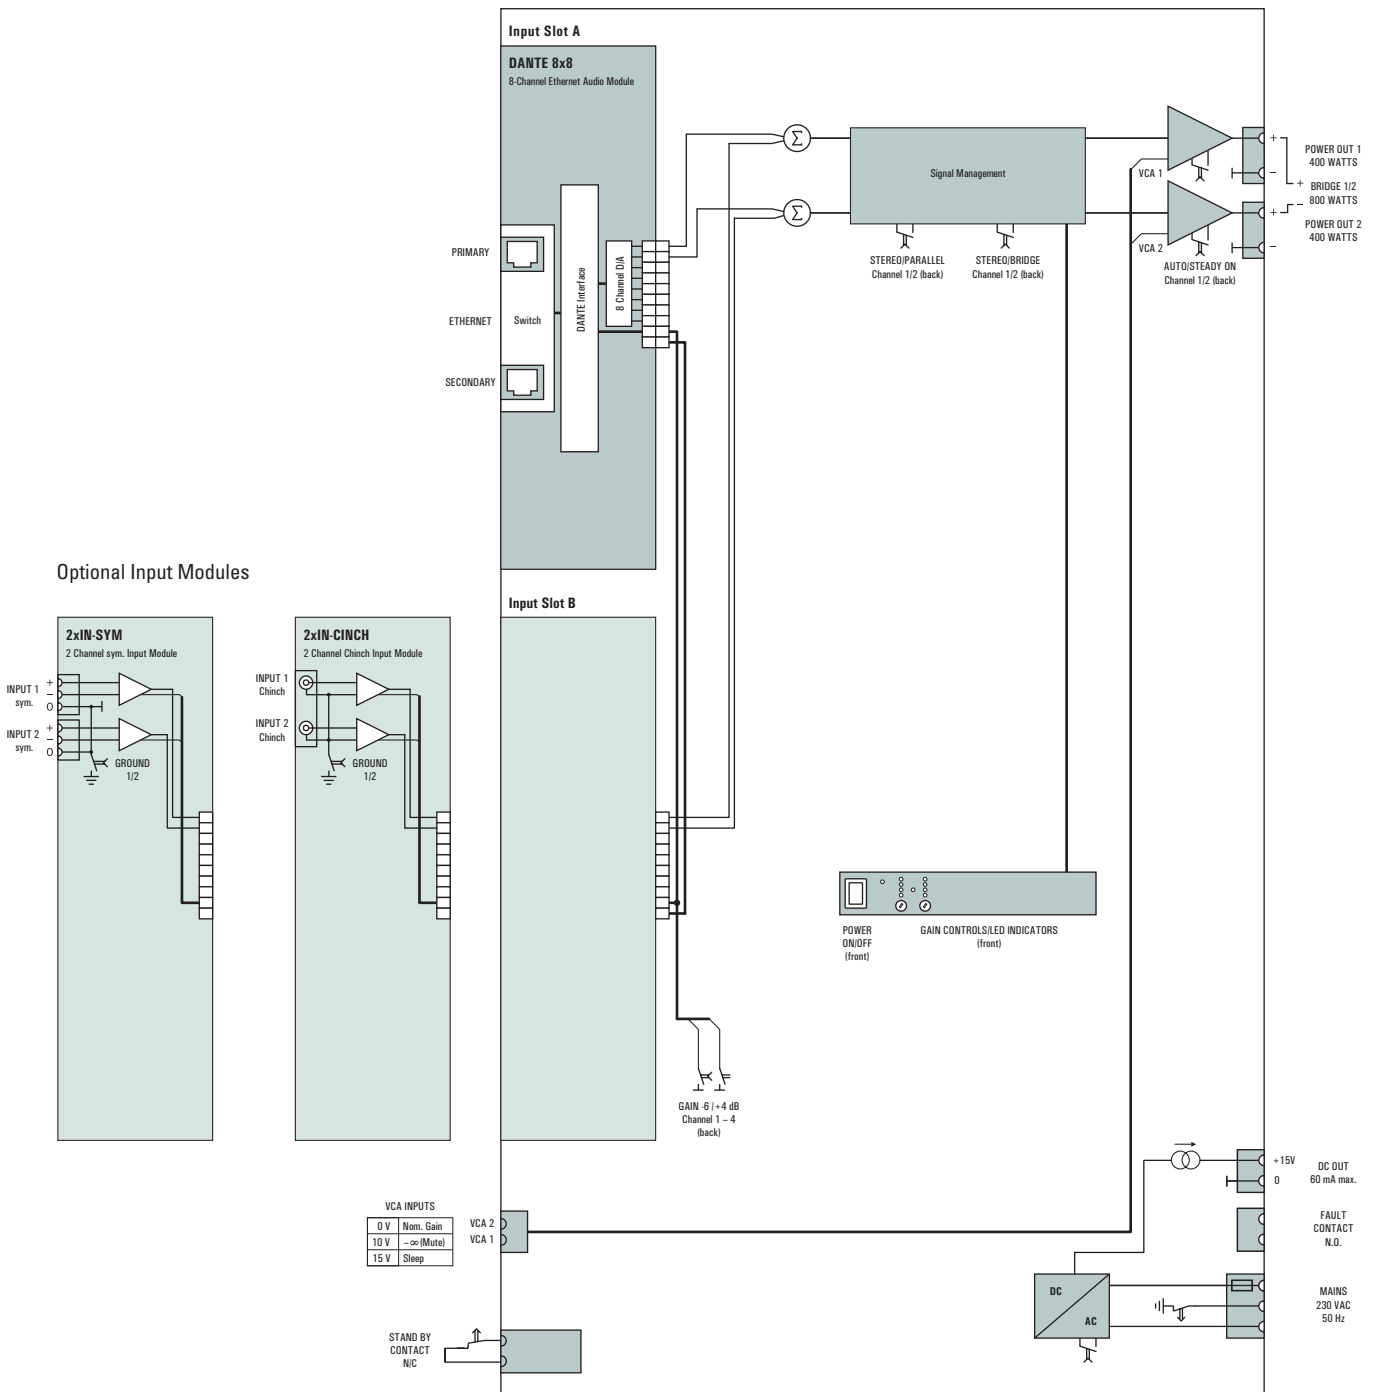 Input Slot A
DANTE 8x8
8-Channel Ethernet Audio Module
PRIMARY
ETHERNET
Switch
SECONDARY
DANTE Interface
8 Channel D/A
Σ
Σ
Signal Management
STEREO/PARALLEL
Channel 1/2 (back)
STEREO/BRIDGE
Channel 1/2 (back)
VCA 1
VCA 2
AUTO/STEADY ON
Channel 1/2 (back)
+
−
+
−
+
−
POWER OUT 1
400 WATTS
BRIDGE 1/2
800 WATTS
POWER OUT 2
400 WATTS
Optional Input Modules
2xIN-SYM
2 Channel sym. Input Module
INPUT 1
sym.
+
−
0
INPUT 2
sym.
+
−
0
GROUND
1/2
2xIN-CINCH
2 Channel Chinch Input Module
INPUT 1
Chinch
INPUT 2
Chinch
GROUND
1/2
Input Slot B
POWER
ON/OFF
(front)
GAIN CONTROLS/LED INDICATORS
(front)
GAIN -6 /+4 dB
Channel 1 – 4
(back)
VCA INPUTS
0 V Nom. Gain
10 V −∞(Mute)
15 V Sleep
VCA 2
VCA 1
STAND BY
CONTACT
N/C
+15V
0
DC OUT
60 mA max.
FAULT
CONTACT
N.O.
DC
AC
MAINS
230 VAC
50 Hz